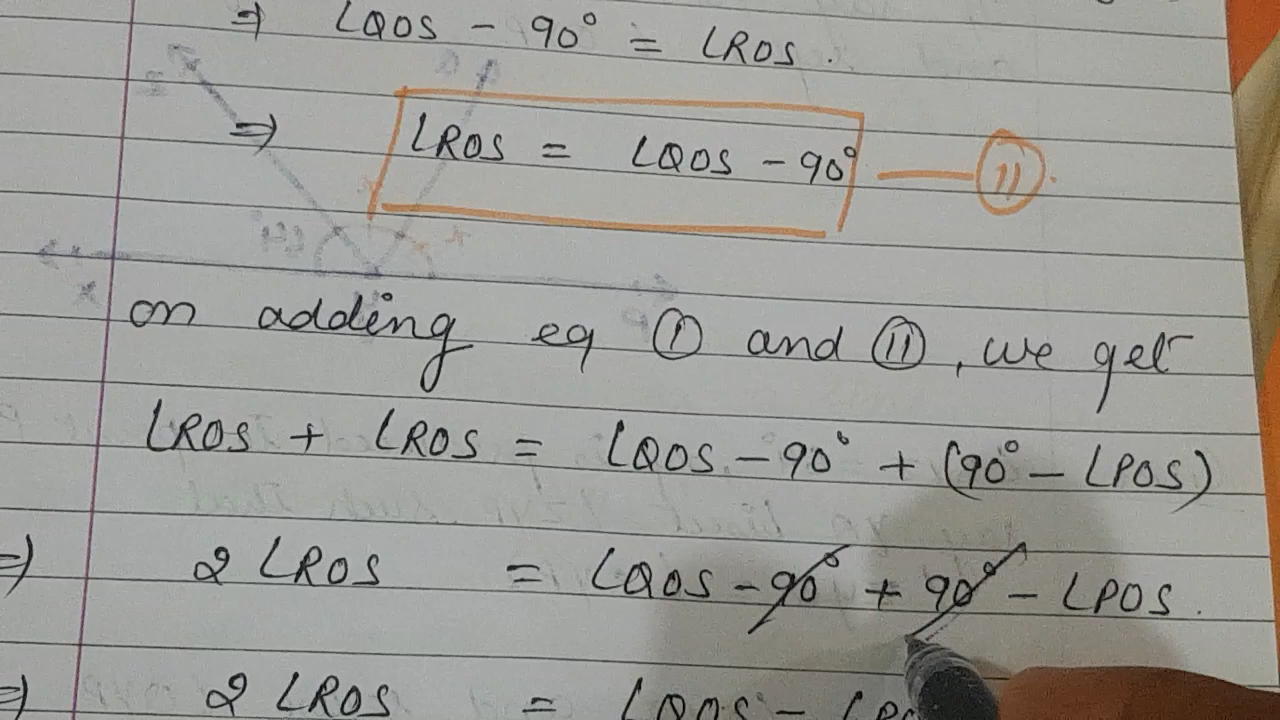 ⇒ ∠QOS - 90° = ∠ROS.
⇒ ∠ROS = ∠QOS - 90° — (II).
on adding eq (I) and (II), we get
∠ROS + ∠ROS = ∠QOS - 90° + (90° - ∠POS)
⇒ 2 ∠ROS = ∠QOS - 90° + 90° - ∠POS.
⇒ 2 ∠ROS = ∠QOS -